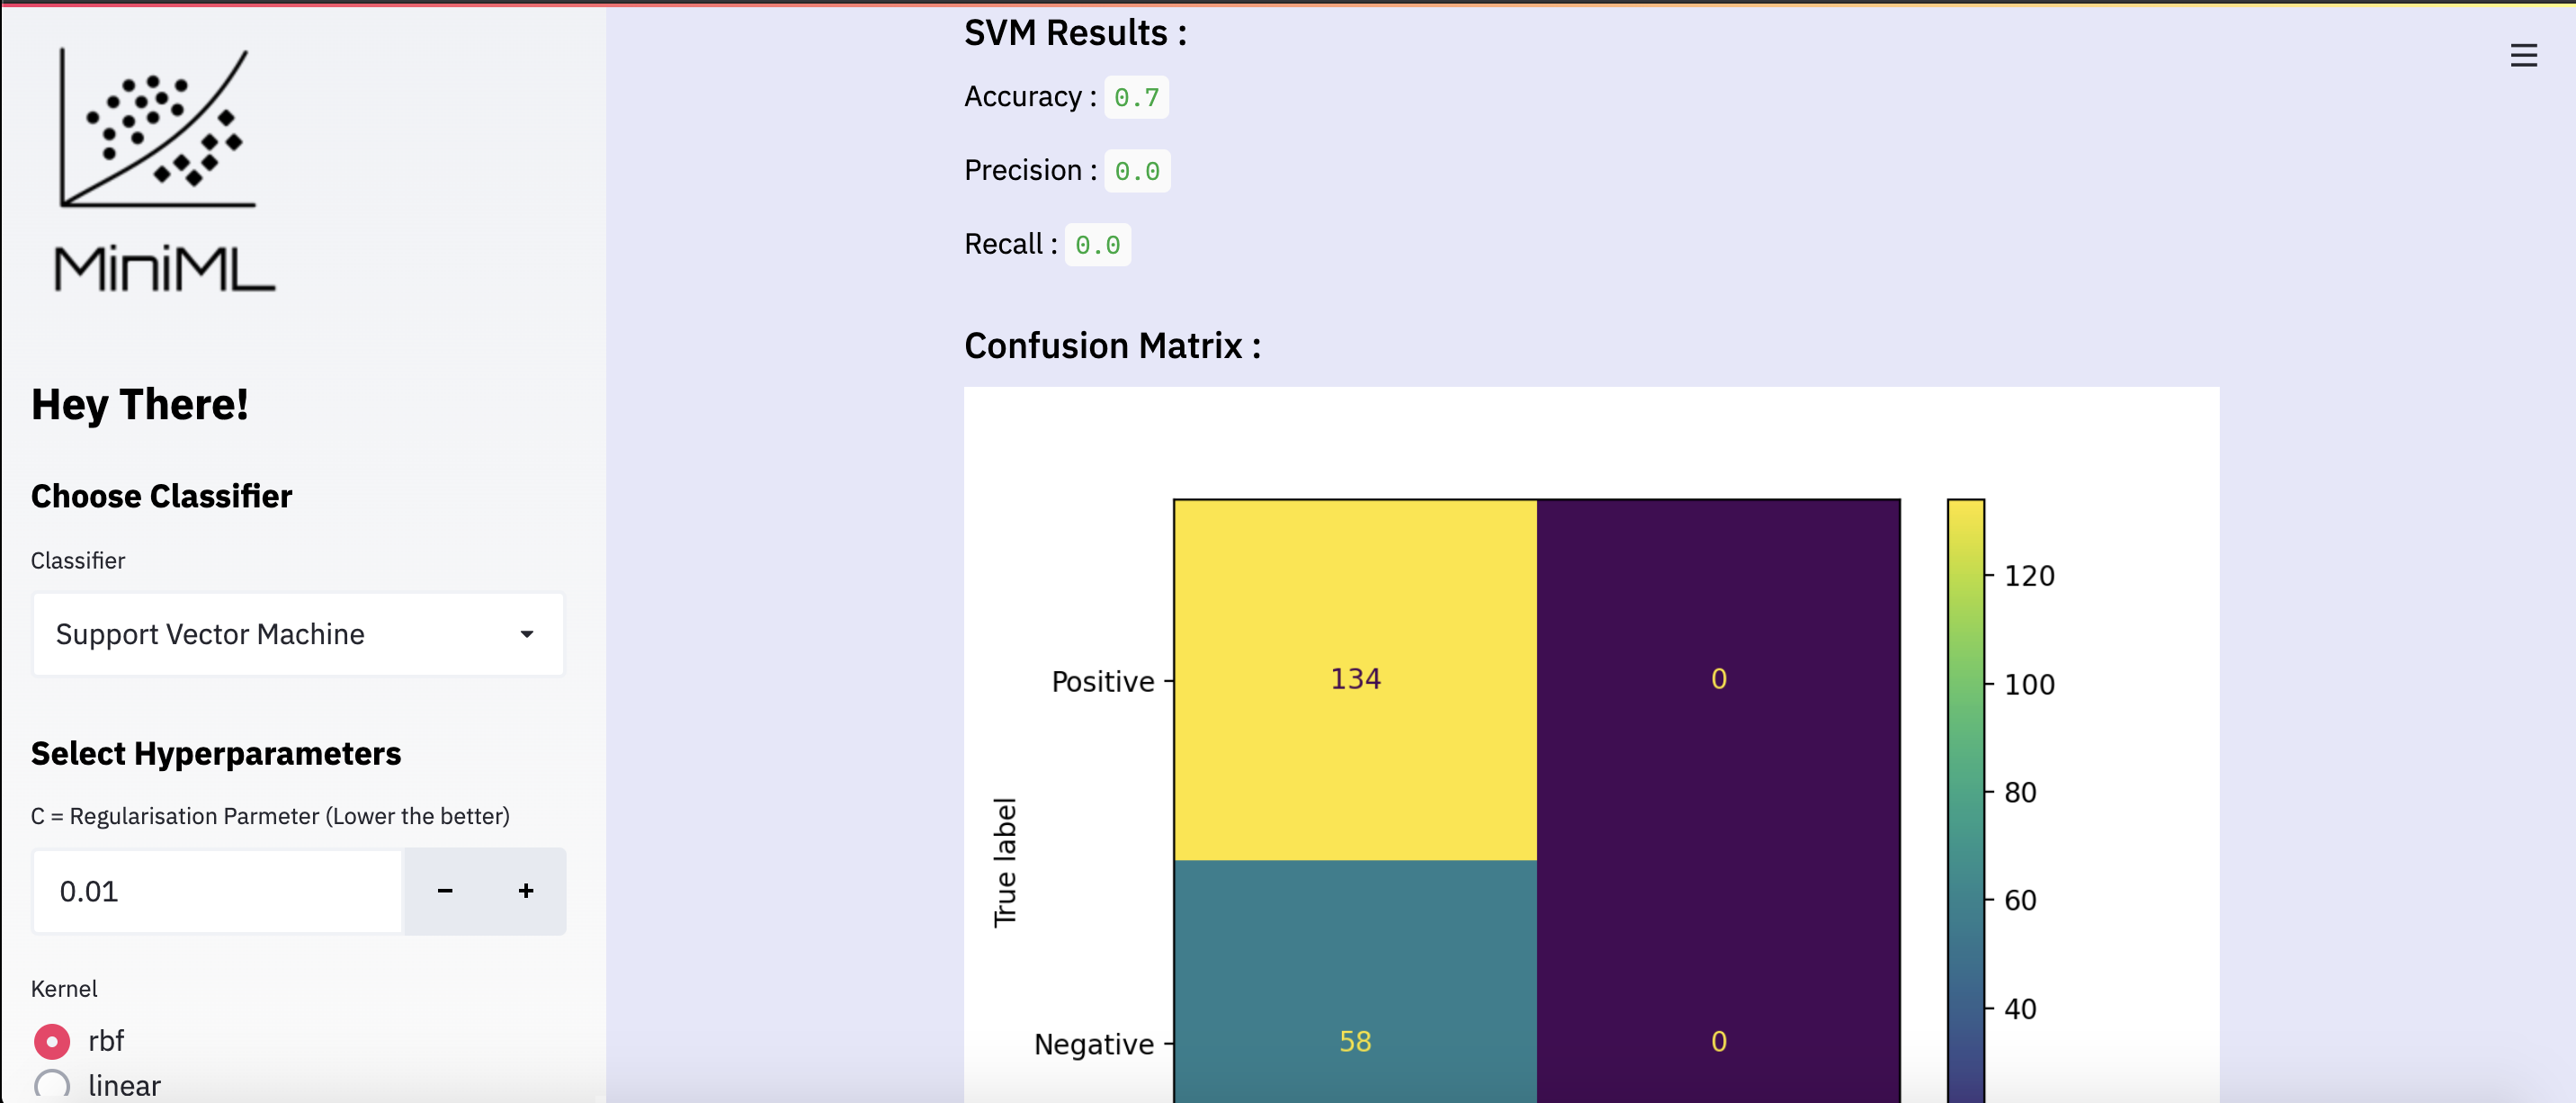 MiniML
Hey There!
Choose Classifier
Classifier
Support Vector Machine
Select Hyperparameters
C = Regularisation Parmeter (Lower the better)
0.01
Kernel
rbf
linear
SVM Results :
Accuracy : 0.7
Precision : 0.0
Recall : 0.0
Confusion Matrix :
Positive
134
0
Negative
58
0
True label
120
100
80
60
40